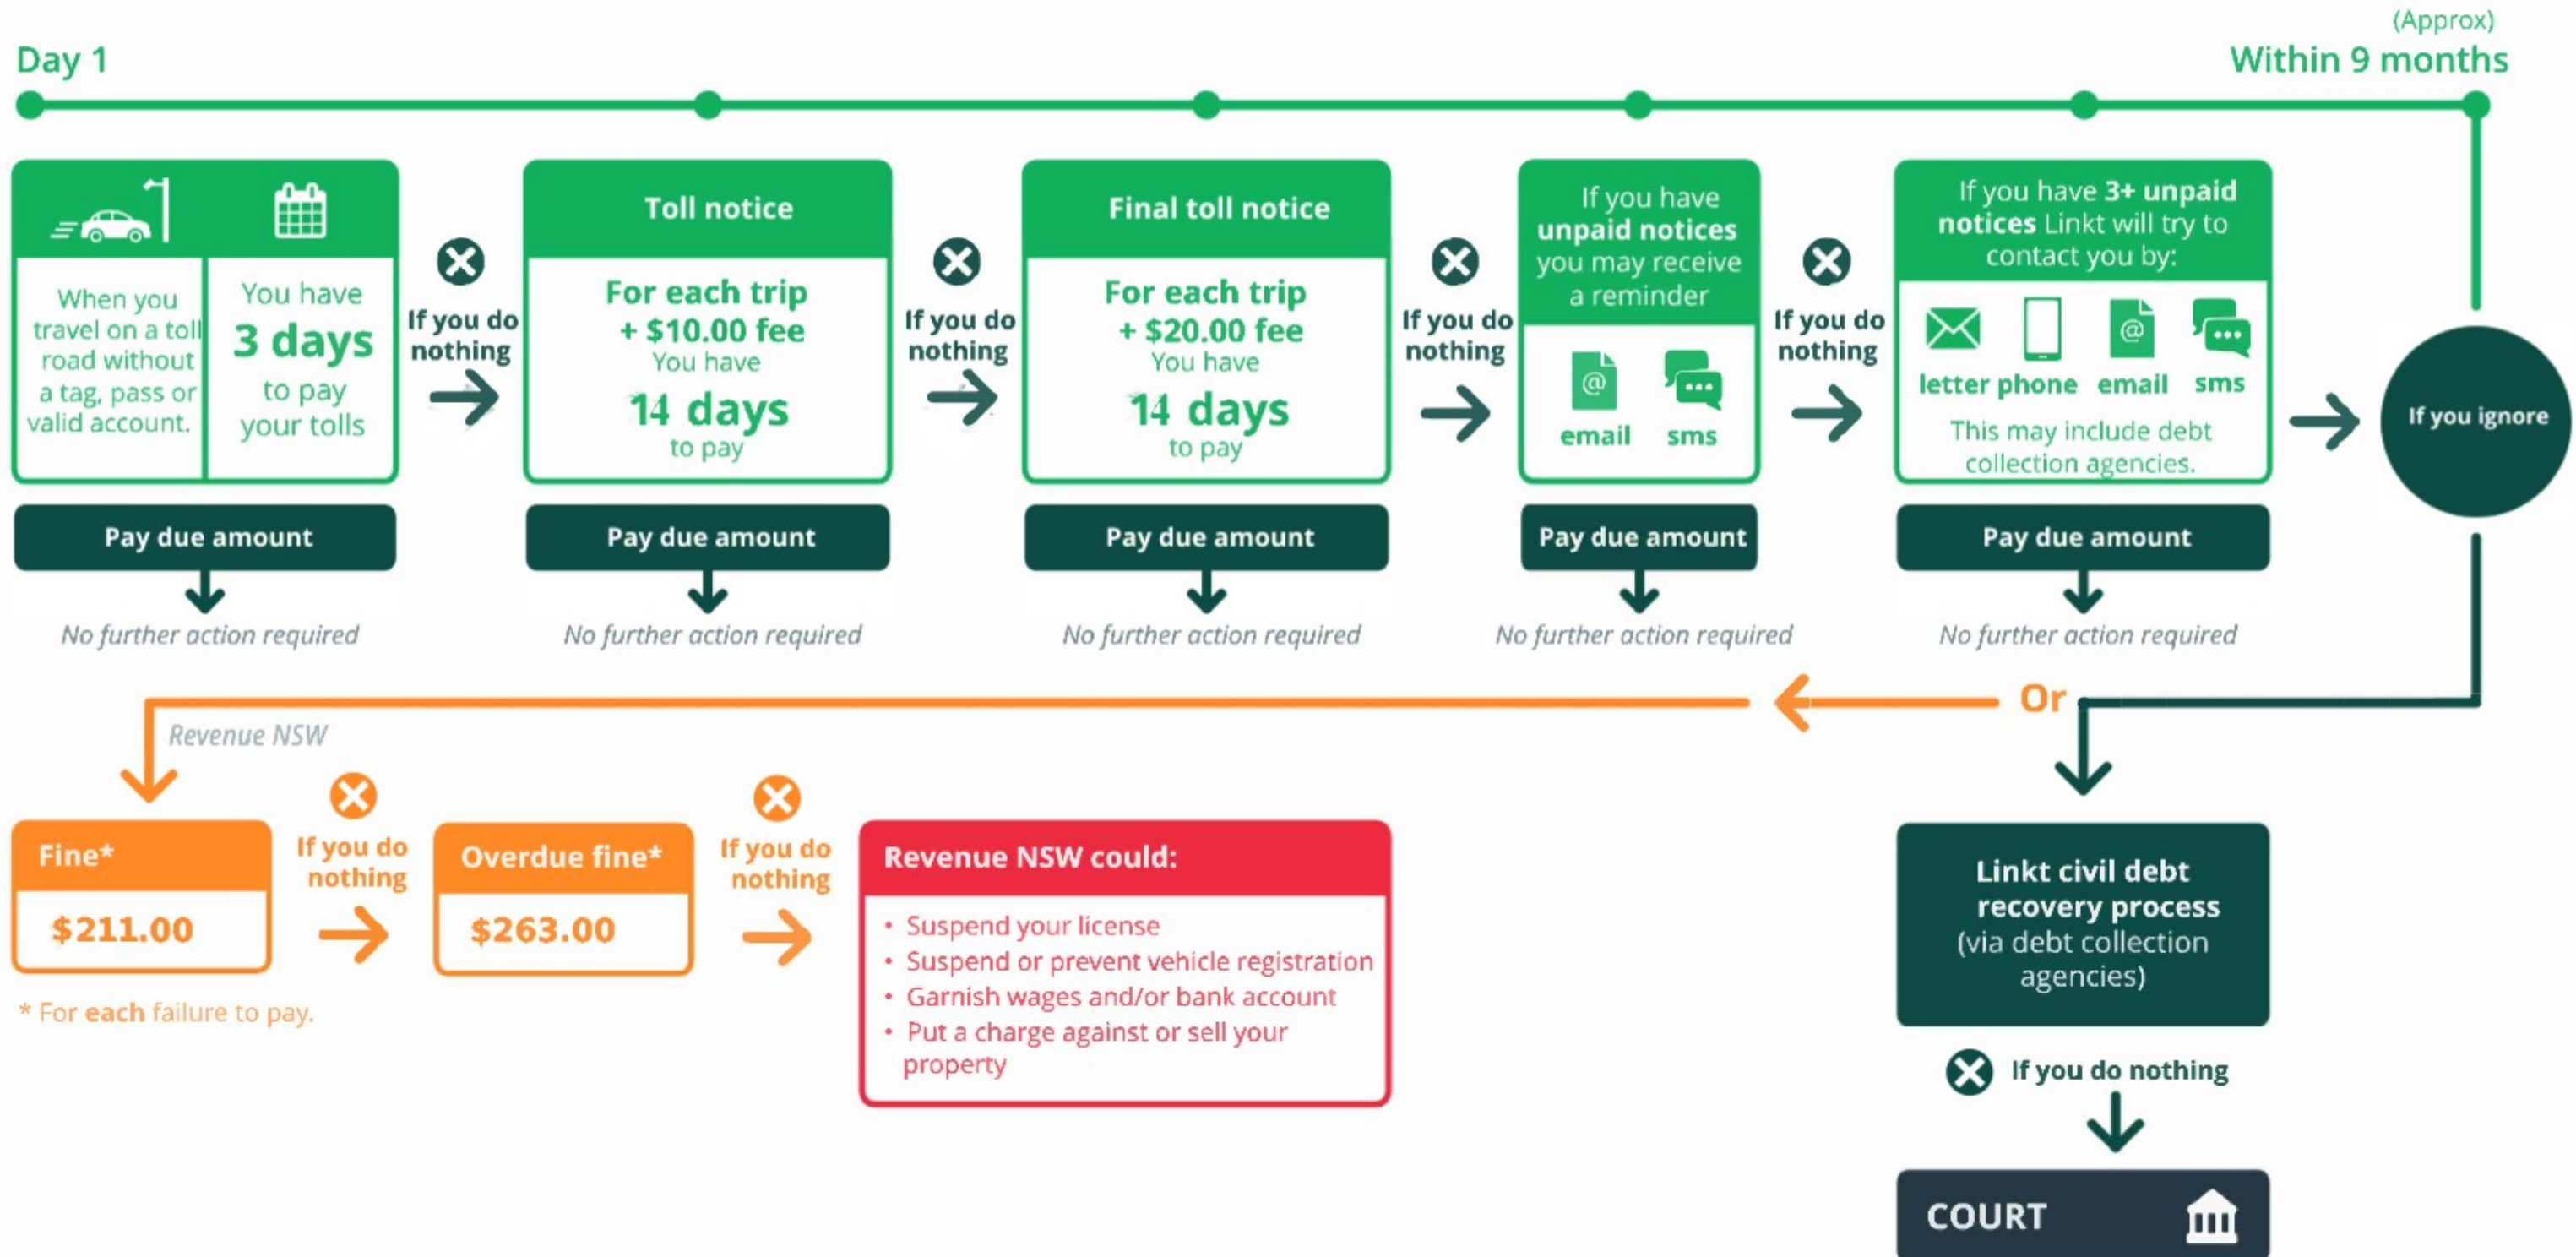 (Approx)
Day 1
Within 9 months
When you
travel on a toll
road without
a tag, pass or
valid account.
You have
3 days
to pay
your tolls
If you do
nothing
Toll notice
For each trip
+ $10.00 fee
You have
14 days
to pay
If you do
nothing
Final toll notice
For each trip
+ $20.00 fee
You have
14 days
to pay
If you do
nothing
If you have
unpaid notices
you may receive
a reminder
@
email sms
If you do
nothing
If you have 3+ unpaid
notices Linkt will try to
contact you by:
@
letter phone email sms
This may include debt
collection agencies.
If you ignore
Pay due amount
Pay due amount
Pay due amount
Pay due amount
Pay due amount
No further action required
No further action required
No further action required
No further action required
No further action required
Or
Revenue NSW
Fine*
$211.00
* For each failure to pay.
If you do
nothing
Overdue fine*
$263.00
If you do
nothing
Revenue NSW could:
• Suspend your license
• Suspend or prevent vehicle registration
• Garnish wages and/or bank account
• Put a charge against or sell your
property
Linkt civil debt
recovery process
(via debt collection
agencies)
If you do nothing
COURT